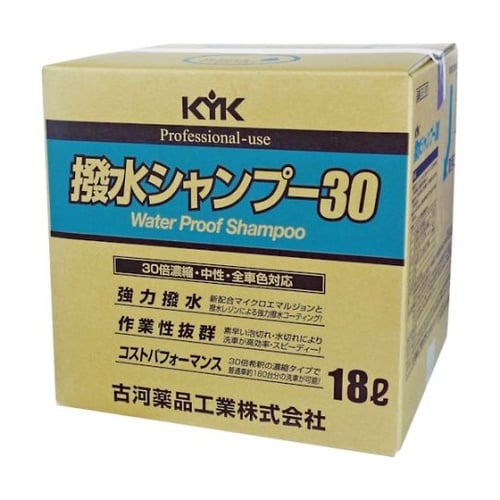 KYK
Professional-use
撥水シャンプー30
Water Proof Shampoo
30倍濃縮・中性・全車色対応
強力撥水 新配合マイクロエマルジョンと
撥水レジンによる強力撥水コーティング!
作業性抜群 素早い泡切れ・水切れにより
洗車が高効率・スピーディー!
コストパフォーマンス 30倍希釈の濃縮タイプで
普通車約180台分の洗車が可能!
18ℓ
古河薬品工業株式会社